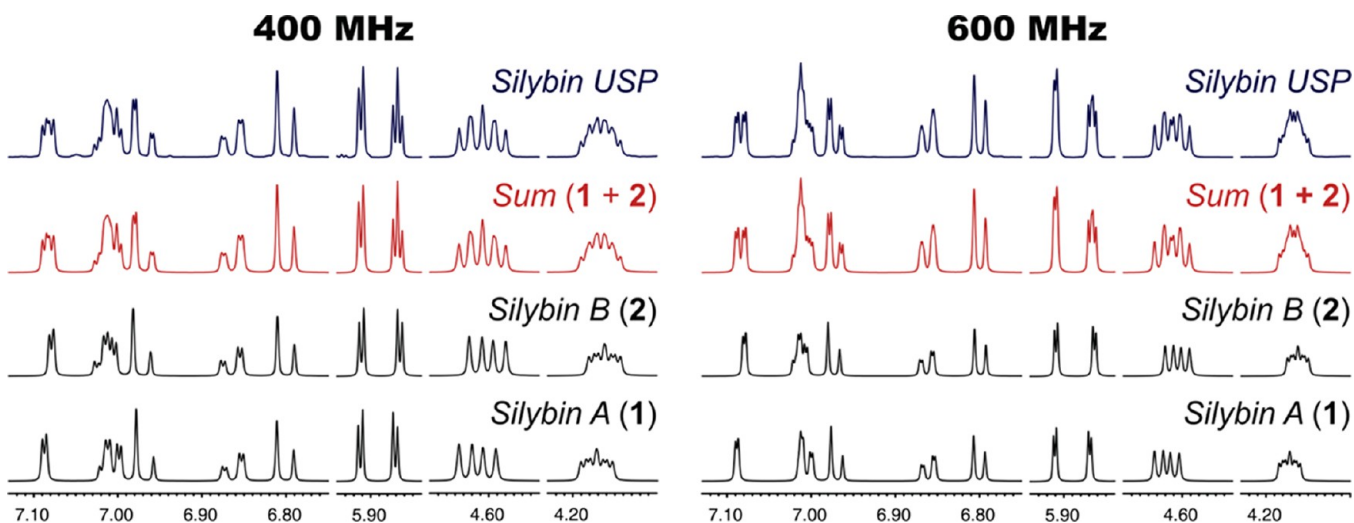 400 MHz
600 MHz
Silybin USP
Silybin USP
Sum (1 + 2)
Sum (1 + 2)
Silybin B (2)
Silybin B (2)
Silybin A (1)
Silybin A (1)
7.10 7.00 6.90 6.80 5.90 4.60 4.20
7.10 7.00 6.90 6.80 5.90 4.60 4.20